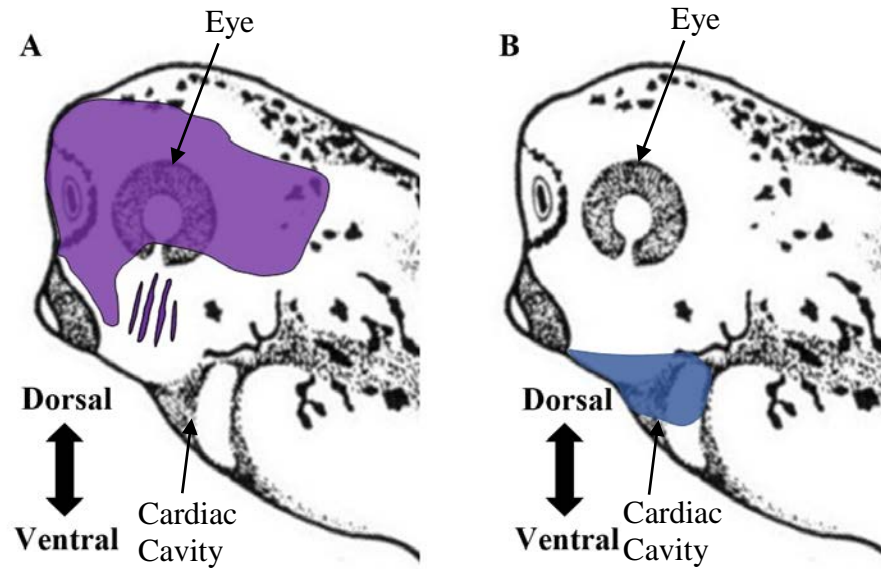 A
Eye
Dorsal
Ventral
Cardiac
Cavity
B
Eye
Dorsal
Ventral
Cardiac
Cavity